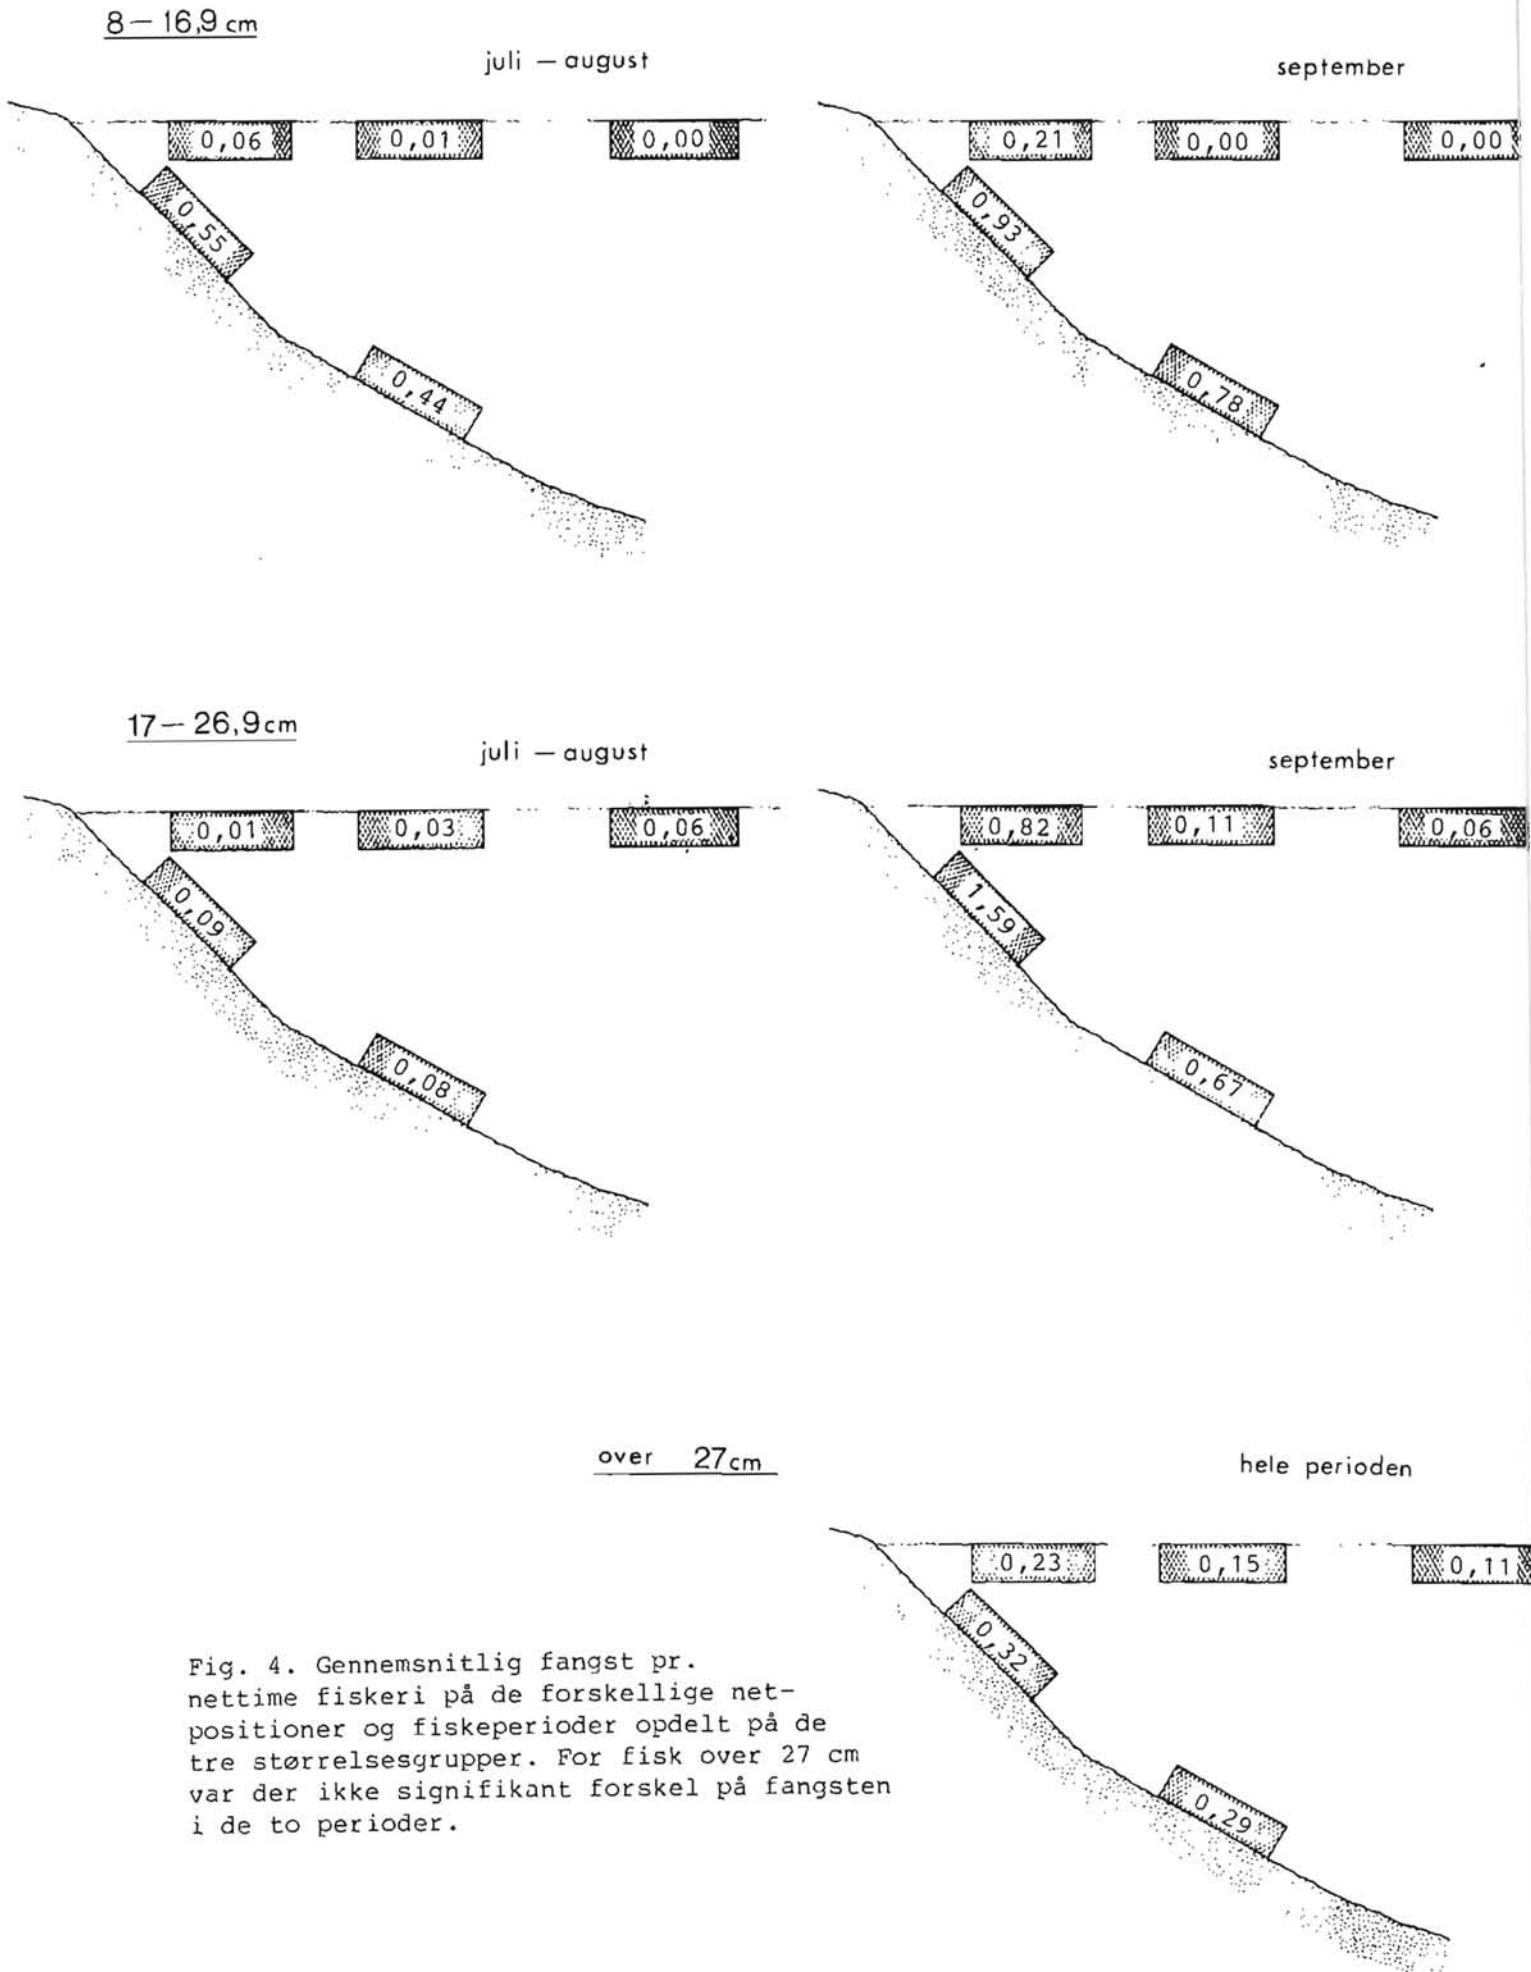 8 – 16,9 cm
juli – august
september
0,06
0,01
0,00
0,55
0,44
0,21
0,00
0,00
0,93
0,78
17 – 26,9 cm
juli – august
september
0,01
0,03
0,06
0,09
0,08
0,82
0,11
0,06
1,59
0,67
over 27 cm
hele perioden
0,23
0,15
0,11
0,32
0,29
Fig. 4. Gennemsnitlig fangst pr.
nettime fiskeri på de forskellige net-
positioner og fiskeperioder opdelt på de
tre størrelsesgrupper. For fisk over 27 cm
var der ikke signifikant forskel på fangsten
i de to perioder.